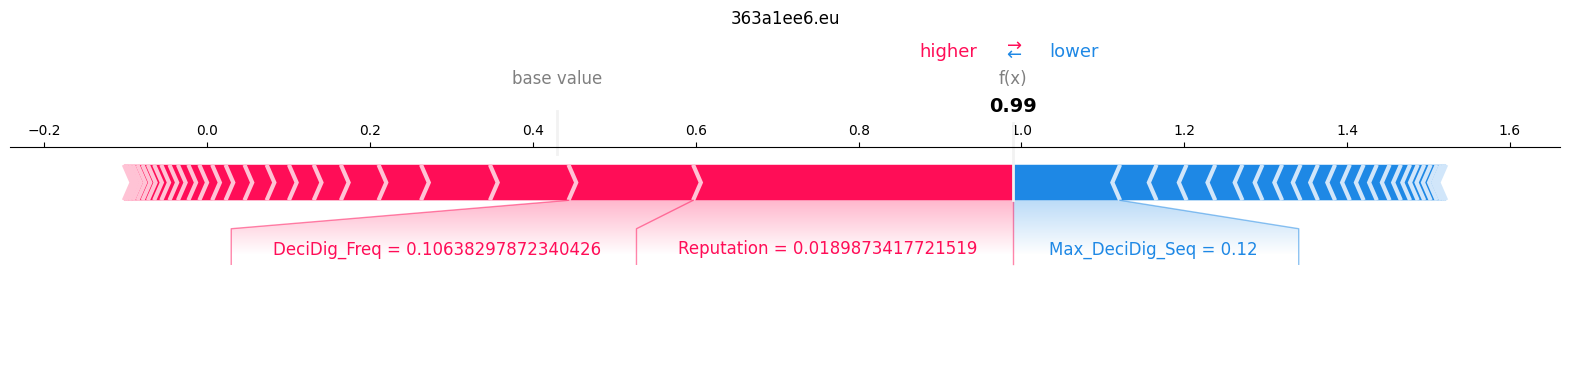 363a1ee6.eu
higher → ← lower
base value f(x)
0.99
−0.2 0.0 0.2 0.4 0.6 0.8 1.0 1.2 1.4 1.6
DeciDig_Freq = 0.10638297872340426 Reputation = 0.0189873417721519 Max_DeciDig_Seq = 0.12